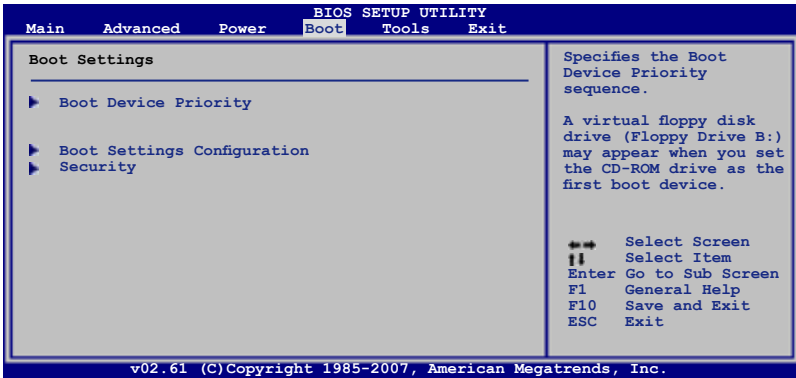 BIOS SETUP UTILITY
Main Advanced Power Boot Tools Exit
Boot Settings
Boot Device Priority
Boot Settings Configuration
Security
Specifies the Boot
Device Priority
sequence.
A virtual floppy disk
drive (Floppy Drive B:)
may appear when you set
the CD-ROM drive as the
first boot device.
Select Screen
Select Item
Enter Go to Sub Screen
F1 General Help
F10 Save and Exit
ESC Exit
v02.61 (C)Copyright 1985-2007, American Megatrends, Inc.